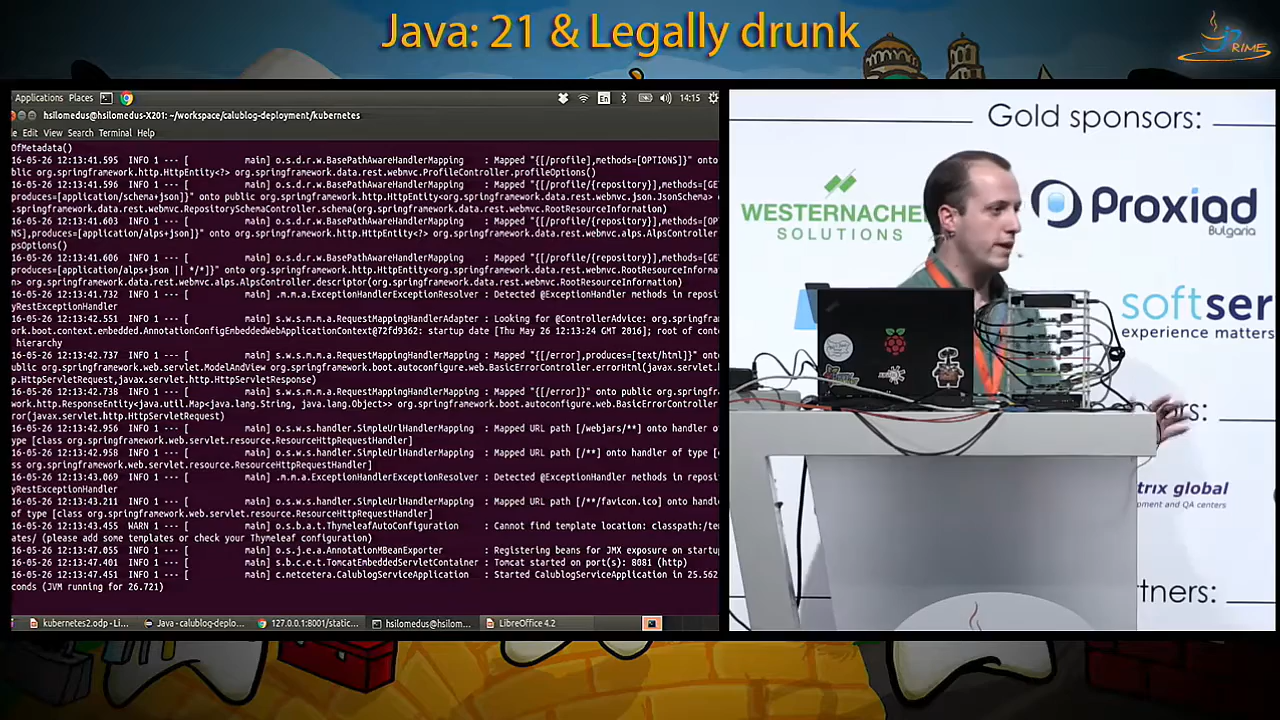 Java: 21 & Legally drunk
PRIME
Applications Places
En
14:15
hsilomedus@hsilomedus-X201: ~/workspace/calublog-deployment/kubernetes
Edit View Search Terminal Help
OfMetadata()
16-05-26 12:13:41.595 INFO 1 --- [ main] o.s.d.r.w.BasePathAwareHandlerMapping : Mapped "{[/profile],methods=[OPTIONS]}" onto
blic org.springframework.http.HttpEntity<?> org.springframework.data.rest.webmvc.ProfileController.profileOptions()
16-05-26 12:13:41.596 INFO 1 --- [ main] o.s.d.r.w.BasePathAwareHandlerMapping : Mapped "{[/profile/{repository}],methods=[GE
produces=[application/schema+json]}" onto public org.springframework.http.HttpEntity<org.springframework.data.rest.webmvc.json.JsonSchema>
.springframework.data.rest.webmvc.RepositorySchemaController.schema(org.springframework.data.rest.webmvc.RootResourceInformation)
16-05-26 12:13:41.603 INFO 1 --- [ main] o.s.d.r.w.BasePathAwareHandlerMapping : Mapped "{[/profile/{repository}],methods=[OP
NS],produces=[application/alps+json]}" onto org.springframework.http.HttpEntity<?> org.springframework.data.rest.webmvc.alps.AlpsController
psOptions()
16-05-26 12:13:41.606 INFO 1 --- [ main] o.s.d.r.w.BasePathAwareHandlerMapping : Mapped "{[/profile/{repository}],methods=[GE
produces=[application/alps+json || */*]}" onto org.springframework.http.HttpEntity<org.springframework.data.rest.webmvc.RootResourceInforma
n> org.springframework.data.rest.webmvc.alps.AlpsController.descriptor(org.springframework.data.rest.webmvc.RootResourceInformation)
16-05-26 12:13:41.732 INFO 1 --- [ main] .m.m.a.ExceptionHandlerExceptionResolver : Detected @ExceptionHandler methods in reposi
yRestExceptionHandler
16-05-26 12:13:42.551 INFO 1 --- [ main] s.w.s.m.m.a.RequestMappingHandlerAdapter : Looking for @ControllerAdvice: org.springfra
work.boot.context.embedded.AnnotationConfigEmbeddedWebApplicationContext@72fd9362: startup date [Thu May 26 12:13:24 GMT 2016]; root of cont
hierarchy
16-05-26 12:13:42.737 INFO 1 --- [ main] s.w.s.m.m.a.RequestMappingHandlerMapping : Mapped "{[/error],produces=[text/html]}" onto
ublic org.springframework.web.servlet.ModelAndView org.springframework.boot.autoconfigure.web.BasicErrorController.errorHtml(javax.servlet.
p.HttpServletRequest,javax.servlet.http.HttpServletResponse)
16-05-26 12:13:42.738 INFO 1 --- [ main] s.w.s.m.m.a.RequestMappingHandlerMapping : Mapped "{[/error]}" onto public org.springfr
work.http.ResponseEntity<java.util.Map<java.lang.String, java.lang.Object>> org.springframework.boot.autoconfigure.web.BasicErrorController
ror(javax.servlet.http.HttpServletRequest)
16-05-26 12:13:42.956 INFO 1 --- [ main] o.s.w.s.handler.SimpleUrlHandlerMapping : Mapped URL path [/webjars/**] onto handler o
type [class org.springframework.web.servlet.resource.ResourceHttpRequestHandler]
16-05-26 12:13:42.958 INFO 1 --- [ main] o.s.w.s.handler.SimpleUrlHandlerMapping : Mapped URL path [/**] onto handler of type [c
ss org.springframework.web.servlet.resource.ResourceHttpRequestHandler]
16-05-26 12:13:43.069 INFO 1 --- [ main] .m.m.a.ExceptionHandlerExceptionResolver : Detected @ExceptionHandler methods in reposi
yRestExceptionHandler
16-05-26 12:13:43.211 INFO 1 --- [ main] o.s.w.s.handler.SimpleUrlHandlerMapping : Mapped URL path [/**/favicon.ico] onto handl
of type [class org.springframework.web.servlet.resource.ResourceHttpRequestHandler]
16-05-26 12:13:43.455 WARN 1 --- [ main] o.s.b.a.t.ThymeleafAutoConfiguration : Cannot find template location: classpath:/tem
ates/ (please add some templates or check your Thymeleaf configuration)
16-05-26 12:13:47.055 INFO 1 --- [ main] o.s.j.e.a.AnnotationMBeanExporter : Registering beans for JMX exposure on startup
16-05-26 12:13:47.401 INFO 1 --- [ main] s.b.c.e.t.TomcatEmbeddedServletContainer : Tomcat started on port(s): 8081 (http)
16-05-26 12:13:47.451 INFO 1 --- [ main] c.netcetera.CalublogServiceApplication : Started CalublogServiceApplication in 25.562
conds (JVM running for 26.721)
kubernetes2.odp - Li... Java - calublog-deplo... 127.0.0.1:8001/static... hsilomedus@hsilom... LibreOffice 4.2
Gold sponsors:
WESTERNACHE
SOLUTIONS
Proxiad
Bulgaria
softser
experience matters
rs:
trix global
pment and QA centers
tners: